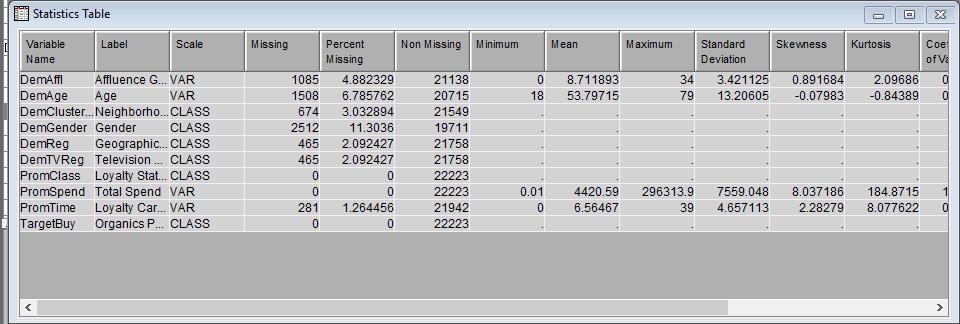 Statistics Table
Variable Name Label Scale Missing Percent Missing Non Missing Minimum Mean Maximum Standard Deviation Skewness Kurtosis Coef of Va
DemAffl Affluence G... VAR 1085 4.882329 21138 0 8.711893 34 3.421125 0.891684 2.09686 0
DemAge Age VAR 1508 6.785762 20715 18 53.79715 79 13.20605 -0.07983 -0.84389 0
DemCluster... Neighborho... CLASS 674 3.032894 21549 . . . . . .
DemGender Gender CLASS 2512 11.3036 19711 . . . . . .
DemReg Geographic... CLASS 465 2.092427 21758 . . . . . .
DemTVReg Television ... CLASS 465 2.092427 21758 . . . . . .
PromClass Loyalty Stat... CLASS 0 0 22223 . . . . . .
PromSpend Total Spend VAR 0 0 22223 0.01 4420.59 296313.9 7559.048 8.037186 184.8715 1
PromTime Loyalty Car... VAR 281 1.264456 21942 0 6.56467 39 4.657113 2.28279 8.077622 0
TargetBuy Organics P... CLASS 0 0 22223 . . . . . .